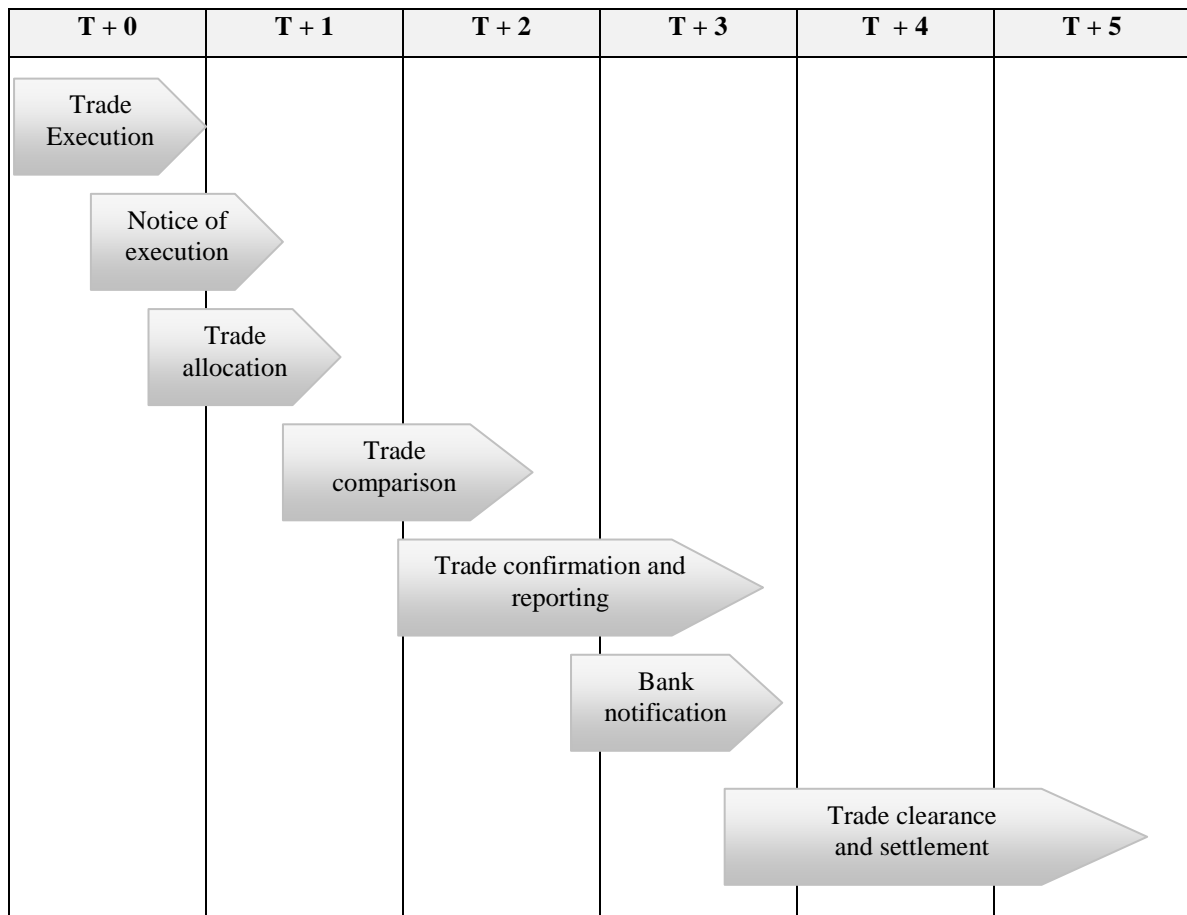 T + 0 T + 1 T + 2 T + 3 T + 4 T + 5
Trade
Execution
Notice of
execution
Trade
allocation
Trade
comparison
Trade confirmation and
reporting
Bank
notification
Trade clearance
and settlement